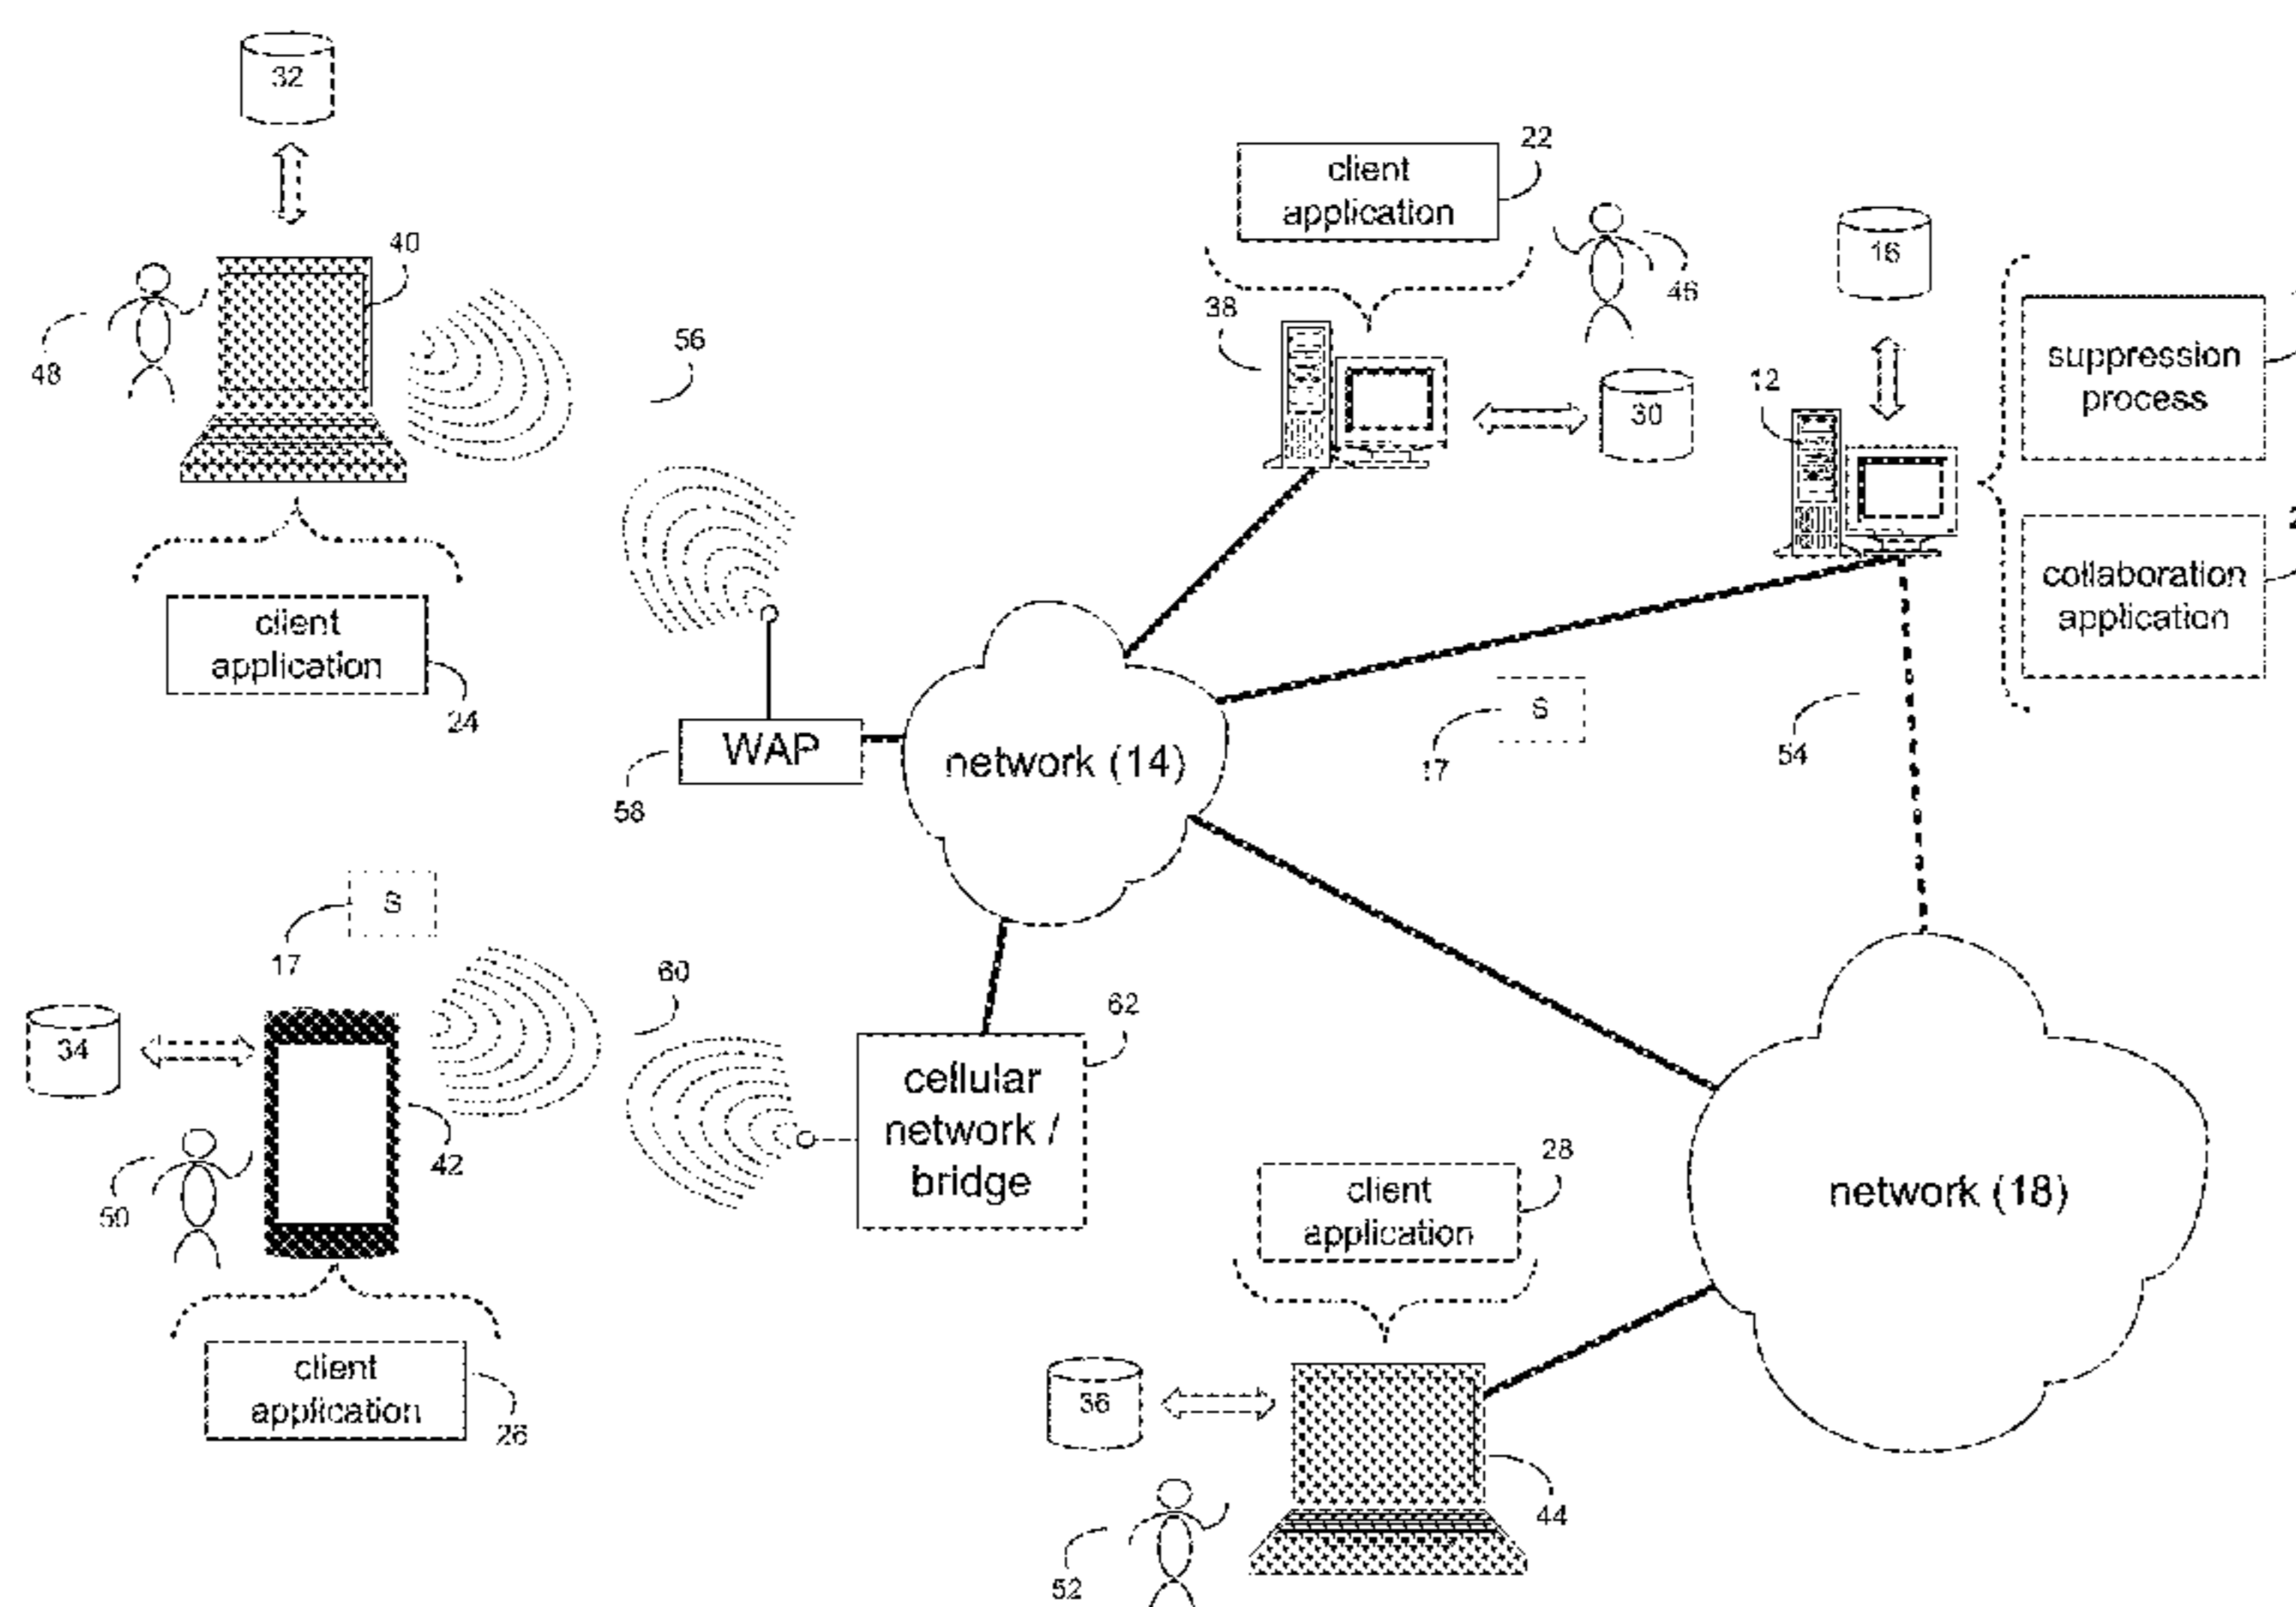 32
40
48
56
client
application
24
WAP
58
22
client
application
46
38
30
16
12
suppression
process
collaboration
application
network (14)
S
17
54
S
17
34
60
42
50
62
cellular
network /
bridge
client
application
26
28
client
application
network (18)
36
44
52